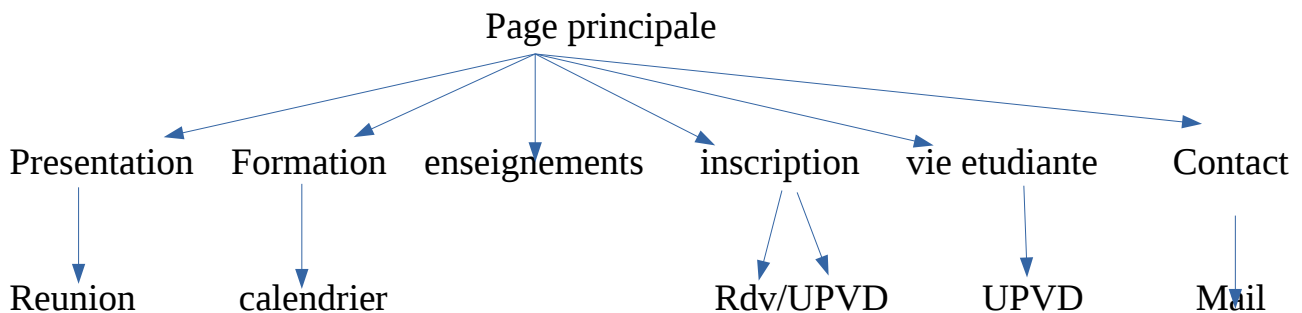 Page principale
Presentation Formation enseignements inscription vie etudiante Contact
Reunion calendrier Rdv/UPVD UPVD Mail